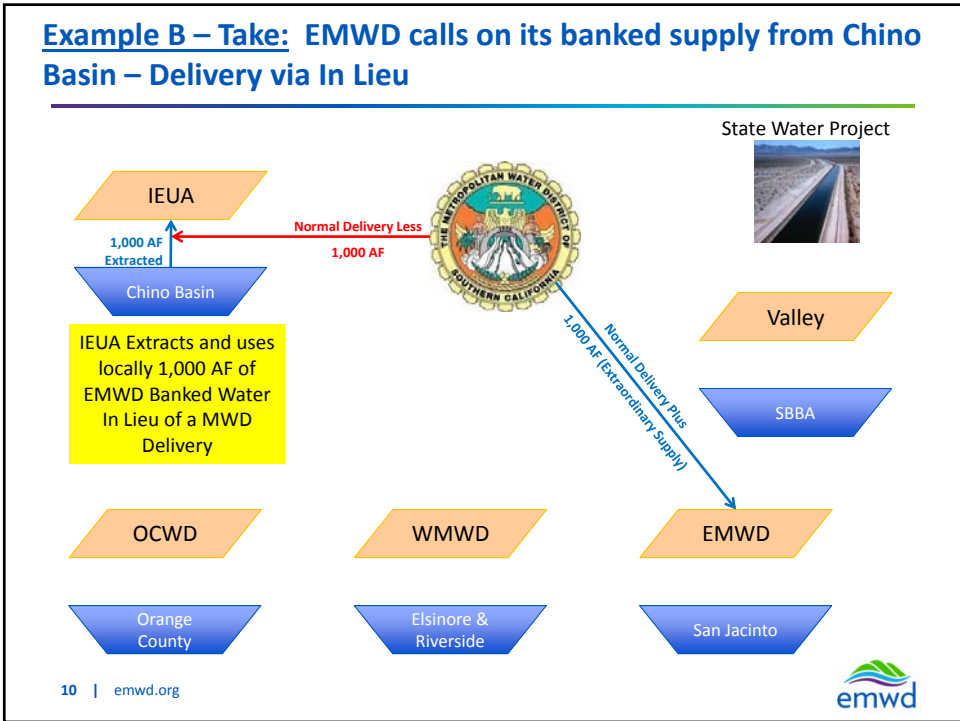 Example B – Take: EMWD calls on its banked supply from Chino
Basin – Delivery via In Lieu
State Water Project
IEUA
Normal Delivery Less
1,000 AF
1,000 AF
Extracted
Chino Basin
THE METROPOLITAN WATER DISTRICT OF
SOUTHERN CALIFORNIA
Normal Delivery Plus
1,000 AF (Extraordinary Supply)
Valley
SBBA
IEUA Extracts and uses
locally 1,000 AF of
EMWD Banked Water
In Lieu of a MWD
Delivery
OCWD
WMWD
EMWD
Orange
County
Elsinore &
Riverside
San Jacinto
10 | emwd.org
emwd